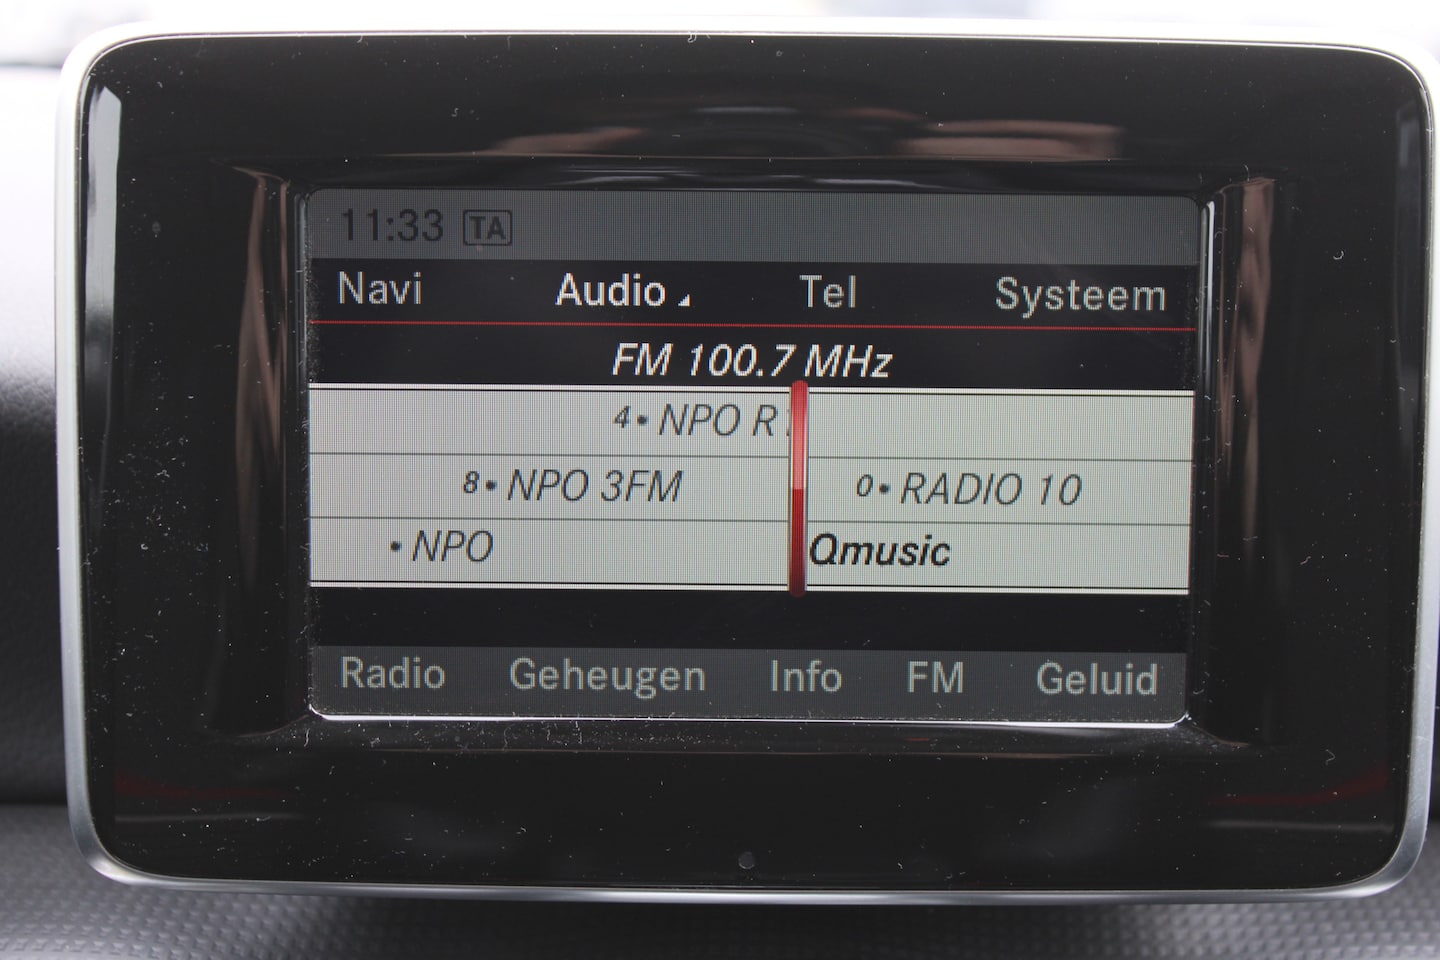 11:33 TA
Navi Audio Tel Systeem
FM 100.7 MHz
4• NPO R
8• NPO 3FM 0• RADIO 10
• NPO Qmusic
Radio Geheugen Info FM Geluid